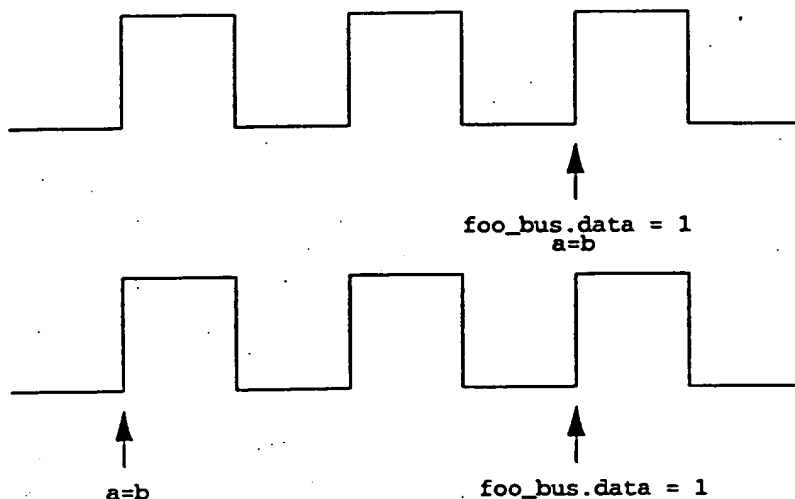 foo_bus.data = 1
a=b
a=b
foo_bus.data = 1